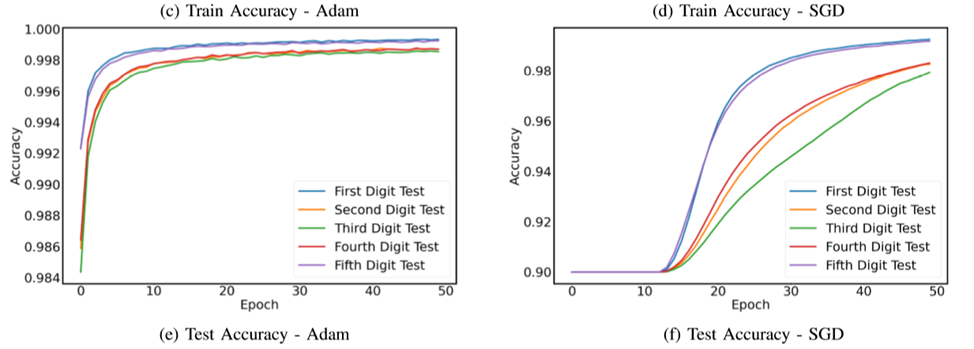 (c) Train Accuracy - Adam
(d) Train Accuracy - SGD
1.000
0.998
0.996
0.994
0.992
0.990
0.988
0.986
0.984
Accuracy
First Digit Test
Second Digit Test
Third Digit Test
Fourth Digit Test
Fifth Digit Test
0 10 20 30 40 50
Epoch
0.98
0.96
0.94
0.92
0.90
Accuracy
First Digit Test
Second Digit Test
Third Digit Test
Fourth Digit Test
Fifth Digit Test
0 10 20 30 40 50
Epoch
(e) Test Accuracy - Adam
(f) Test Accuracy - SGD